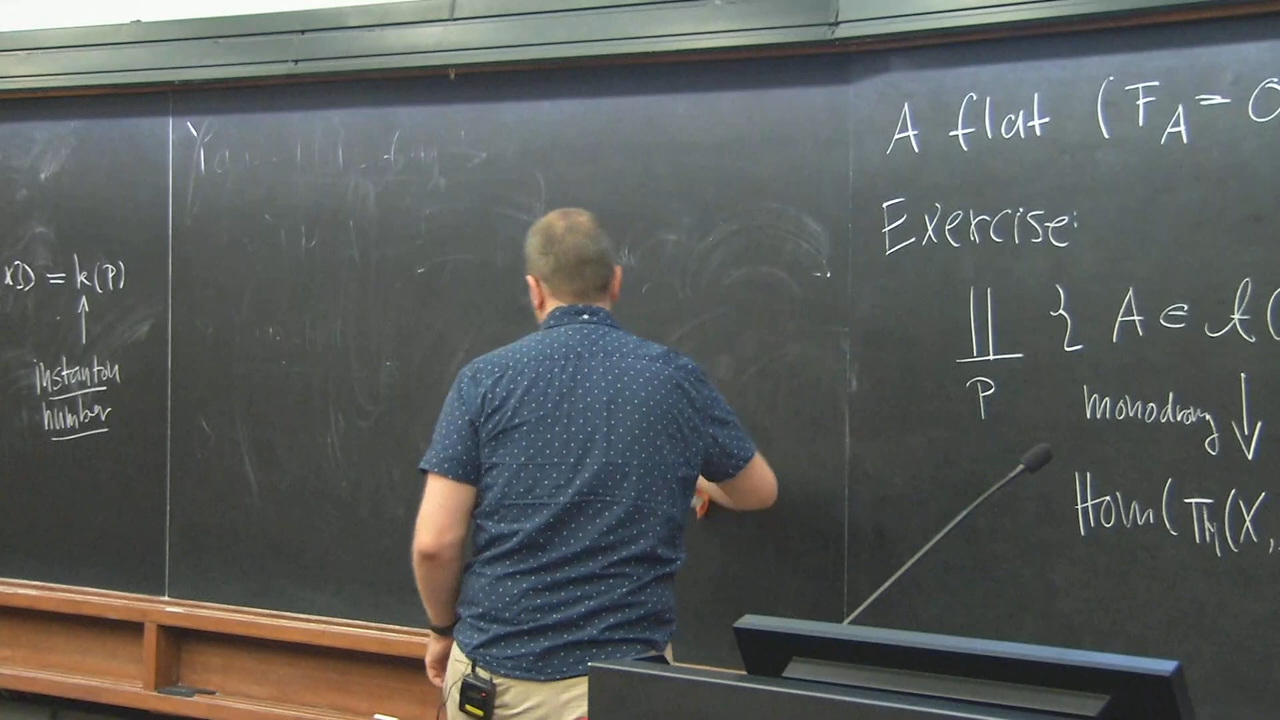 = k(P)
↑
instanton
number
A flat (F_A = 0
Exercise:
∐ { A ∈ 𝒜(
P
monodromy ↓
Hom(π₁(X,